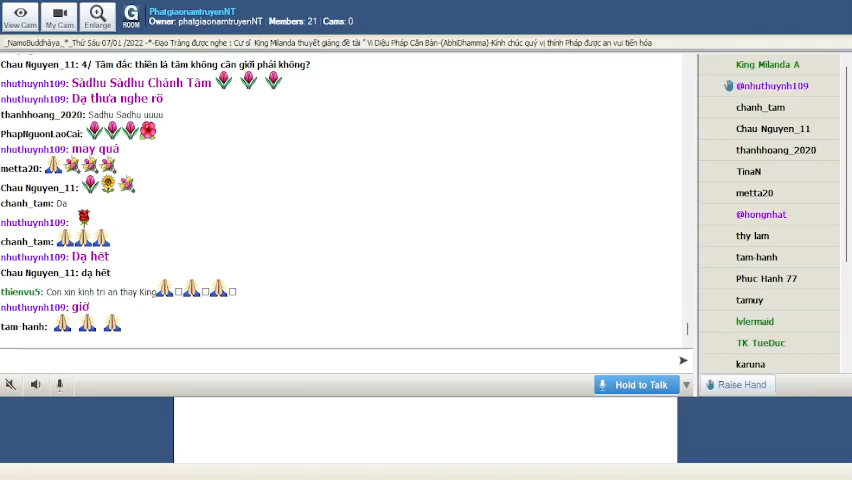 View Cam
My Cam
Enlarge
G
ROOM
PhatgiaonamtruyenNT
Owner: phatgiaonamtruyenNT Members: 21 | Cams: 0
_NamoBuddhàya_*_Thứ Sáu 07/01 /2022 -*-Đạo Tràng được nghe : Cư sĩ King Milanda thuyết giảng đề tài " Vi Diệu Pháp Căn Bản-(AbhiDhamma)-Kính chúc quý vị thính Pháp được an vui tiến hóa
Chau Nguyen_11: 4/ Tâm đắc thiền là tâm không cần giới phải không?
nhuthuynh109: Sàdhu Sàdhu Chánh Tâm
nhuthuynh109: Dạ thưa nghe rõ
thanhhoang_2020: Sadhu Sadhu uuuu
PhapNguonLaoCai:
nhuthuynh109: may quá
metta20:
Chau Nguyen_11:
chanh_tam: Da
nhuthuynh109:
chanh_tam:
nhuthuynh109: Dạ hết
Chau Nguyen_11: dạ hết
thienvu5: Con xin kinh tri an thay King
nhuthuynh109: giờ
tam-hanh:
Hold to Talk
King Milanda A
@nhuthuynh109
chanh_tam
Chau Nguyen_11
thanhhoang_2020
TinaN
metta20
@hongnhat
thy lam
tam-hanh
Phuc Hanh 77
tamuy
lvlermaid
TK TueDuc
karuna
Raise Hand